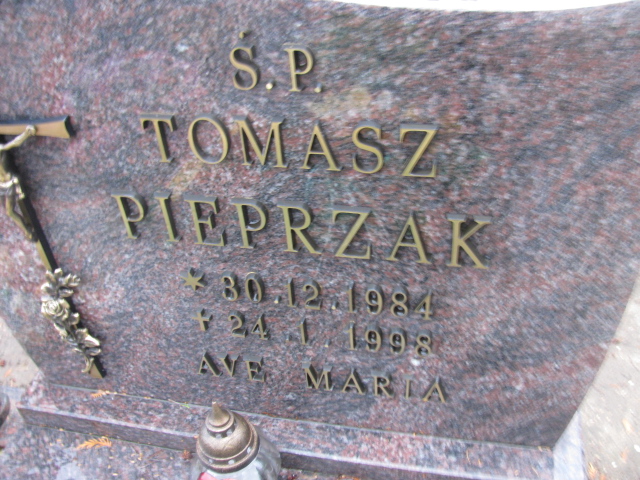 Ś.P.
TOMASZ
PIEPRZAK
* 30.12.1984
† 24.1.1998
AVE MARIA